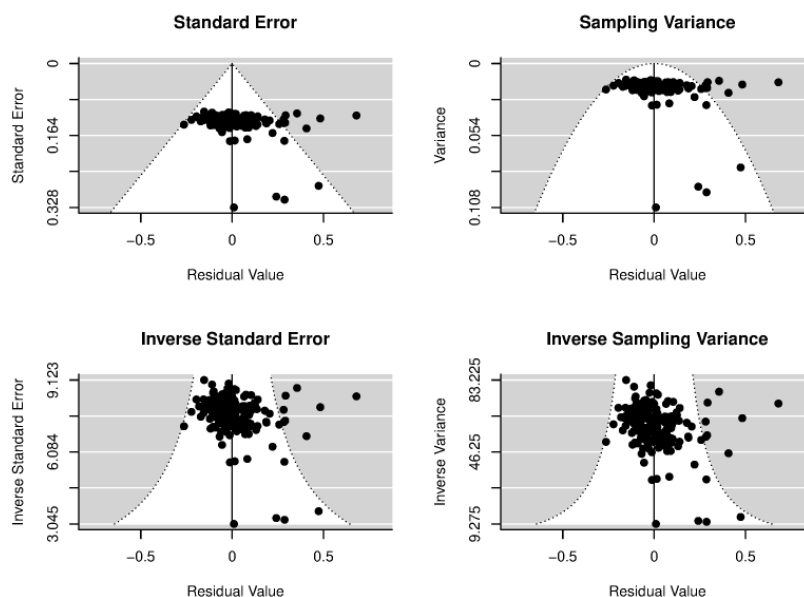 Standard Error
Standard Error
0
0.164
0.328
−0.5
0
0.5
Residual Value
Sampling Variance
Variance
0
0.054
0.108
−0.5
0
0.5
Residual Value
Inverse Standard Error
Inverse Standard Error
9.123
6.084
3.045
−0.5
0
0.5
Residual Value
Inverse Sampling Variance
Inverse Variance
83.225
46.25
9.275
−0.5
0
0.5
Residual Value